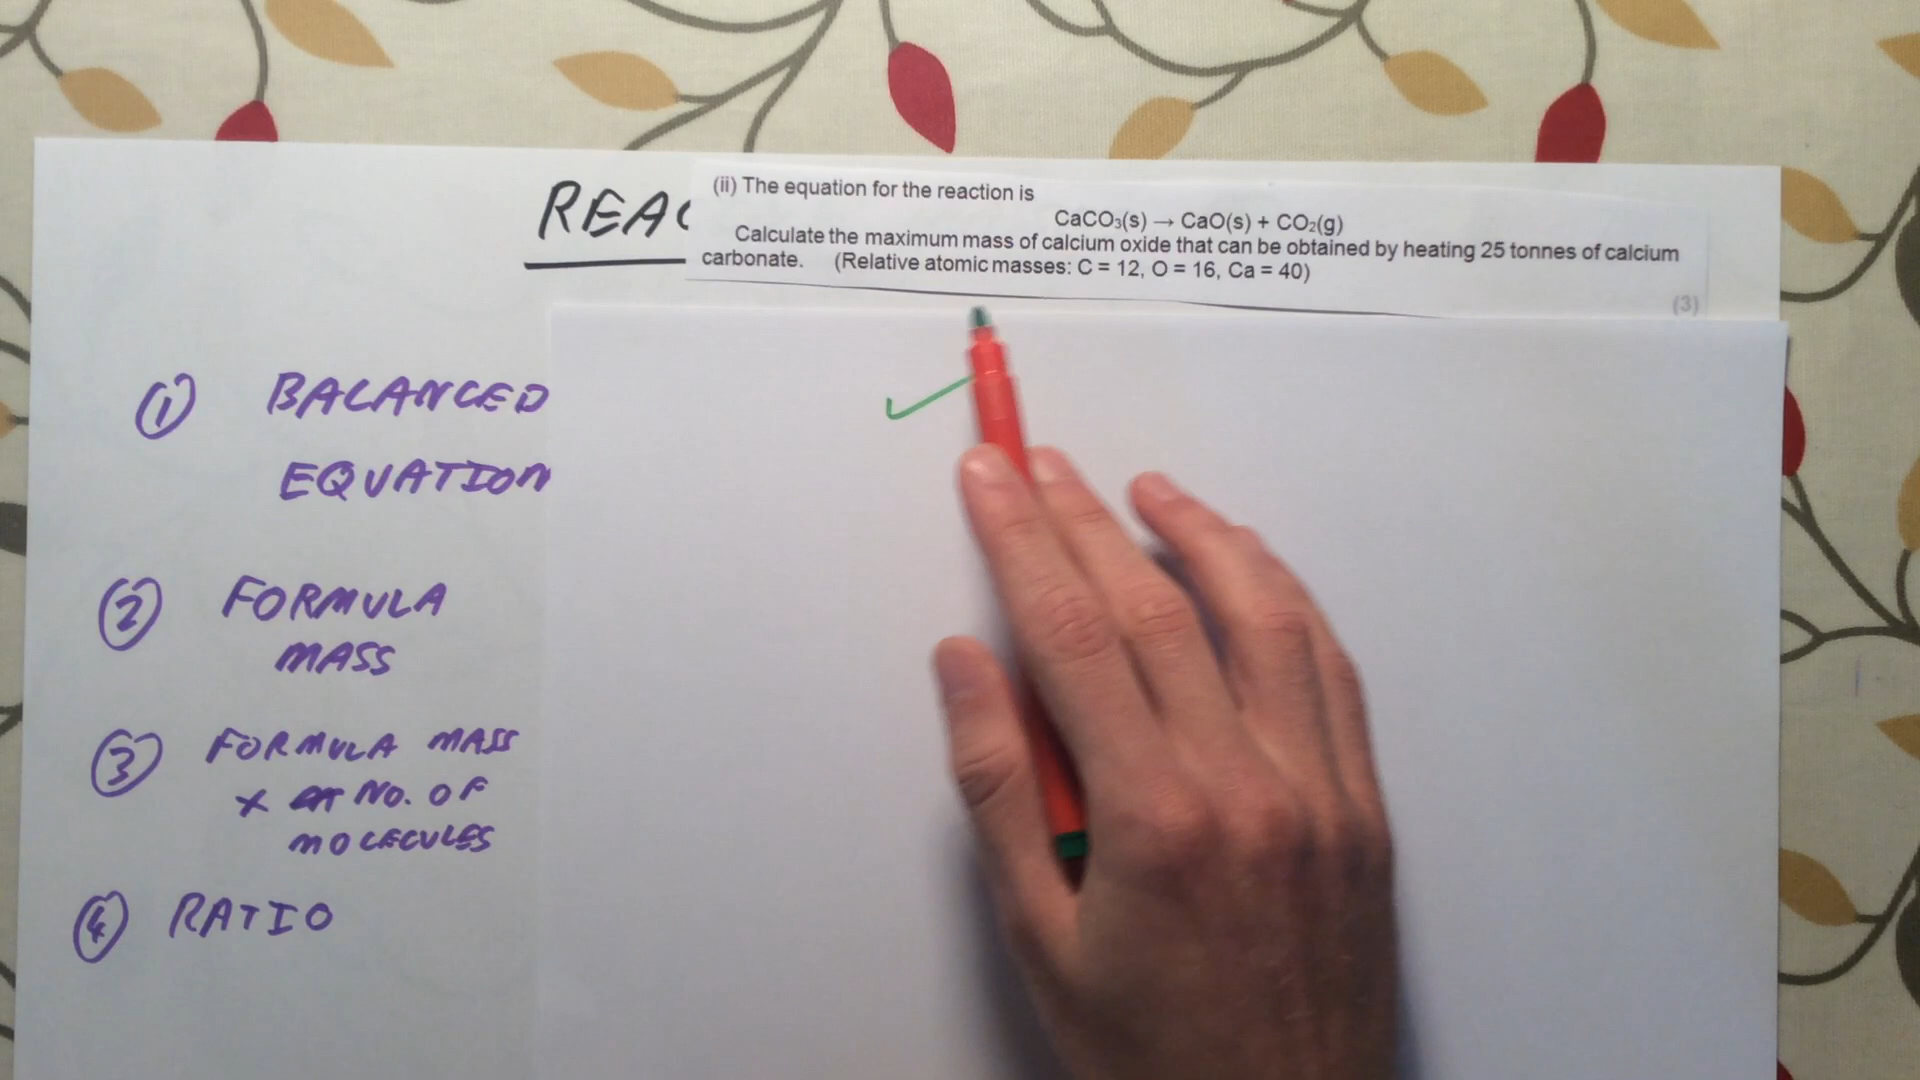 REAC
(ii) The equation for the reaction is
CaCO₃(s) → CaO(s) + CO₂(g)
Calculate the maximum mass of calcium oxide that can be obtained by heating 25 tonnes of calcium
carbonate. (Relative atomic masses: C = 12, O = 16, Ca = 40)
(3)
① BALANCED
EQUATION
② FORMULA
MASS
③ FORMULA MASS
× NO. OF
MOLECULES
④ RATIO